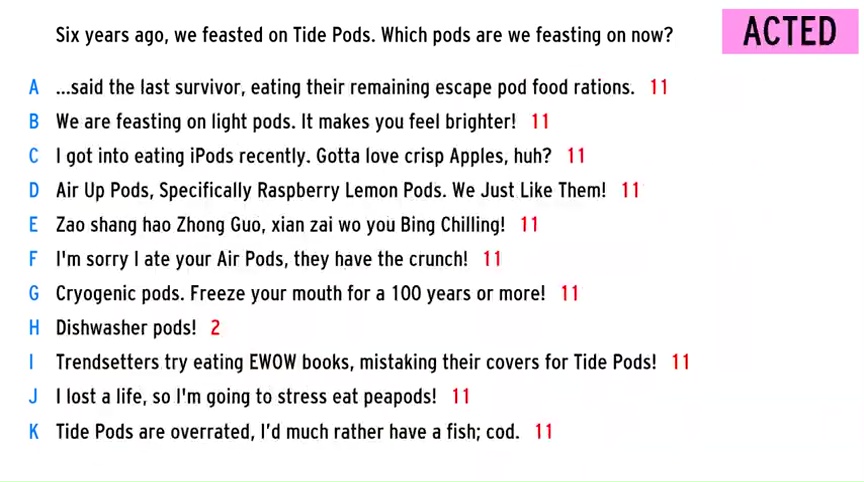 Six years ago, we feasted on Tide Pods. Which pods are we feasting on now?
ACTED
A ...said the last survivor, eating their remaining escape pod food rations. 11
B We are feasting on light pods. It makes you feel brighter! 11
C I got into eating iPods recently. Gotta love crisp Apples, huh? 11
D Air Up Pods, Specifically Raspberry Lemon Pods. We Just Like Them! 11
E Zao shang hao Zhong Guo, xian zai wo you Bing Chilling! 11
F I'm sorry I ate your Air Pods, they have the crunch! 11
G Cryogenic pods. Freeze your mouth for a 100 years or more! 11
H Dishwasher pods! 2
I Trendsetters try eating EWOW books, mistaking their covers for Tide Pods! 11
J I lost a life, so I'm going to stress eat peapods! 11
K Tide Pods are overrated, I’d much rather have a fish; cod. 11